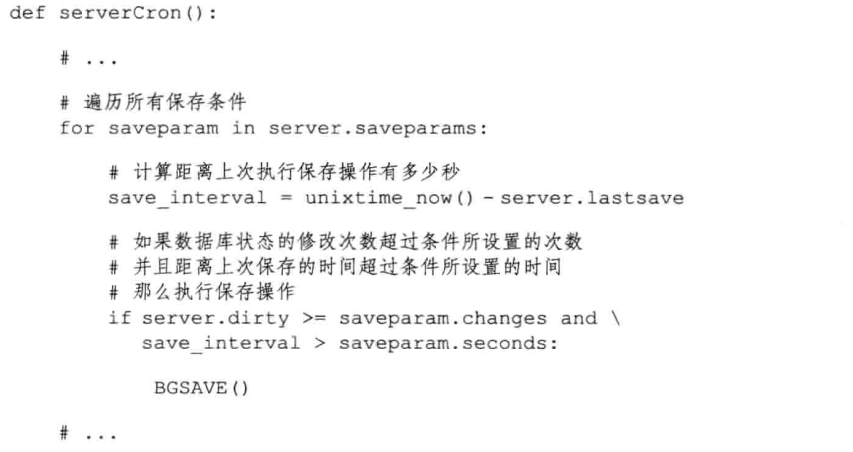 def serverCron():
# ...
# 遍历所有保存条件
for saveparam in server.saveparams:
# 计算距离上次执行保存操作有多少秒
save_interval = unixtime_now() - server.lastsave
# 如果数据库状态的修改次数超过条件所设置的次数
# 并且距离上次保存的时间超过条件所设置的时间
# 那么执行保存操作
if server.dirty >= saveparam.changes and \
save_interval > saveparam.seconds:
BGSAVE()
# ...